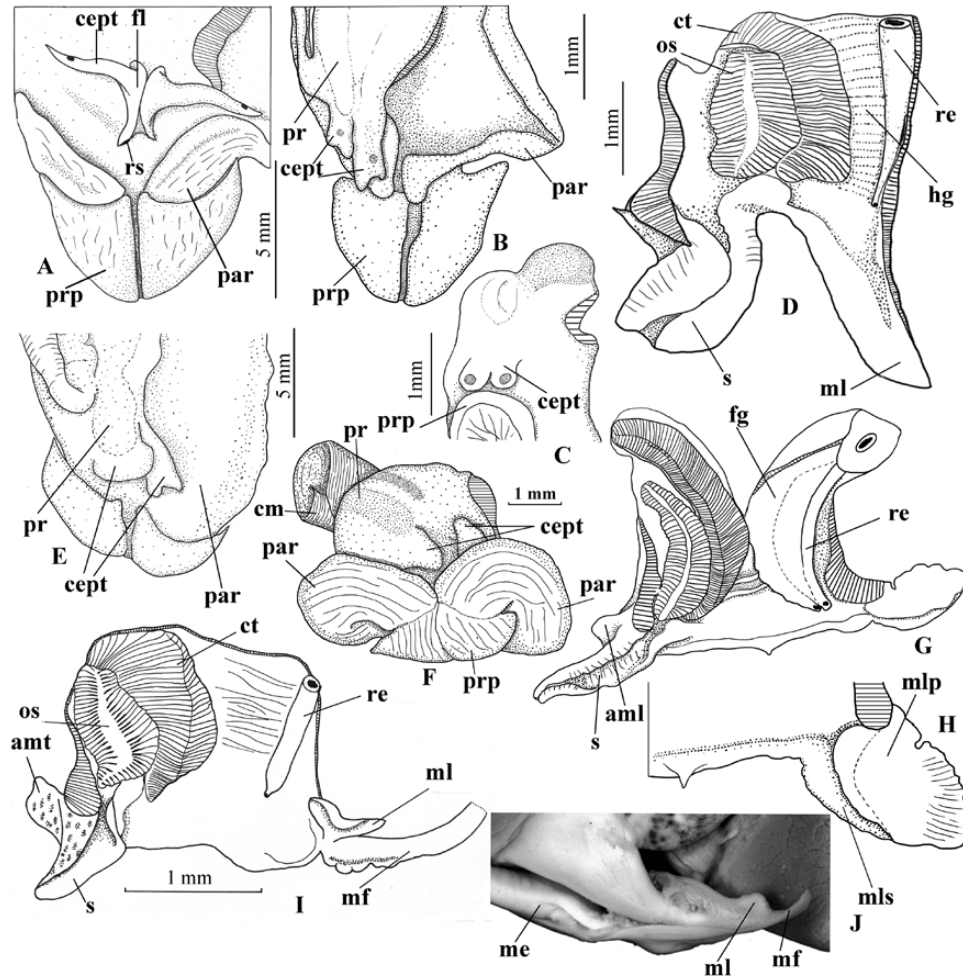 cept fl
rs
par
prp
A
5 mm
pr
cept
par
prp
B
1mm
ct
os
1mm
re
hg
D
s
ml
cept
prp
1mm
C
pr
cept
E
par
5 mm
pr
cm
1 mm
cept
par
par
F
prp
fg
re
G
aml
s
mlp
H
mls
ct
os
amt
re
ml
s
1 mm
I
mf
me
ml
mf
J